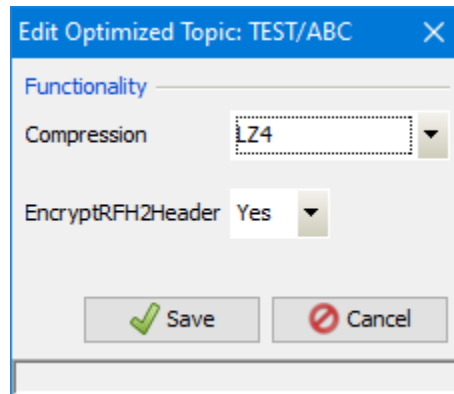 Edit Optimized Topic: TEST/ABC
Functionality
Compression LZ4
EncryptRFH2Header Yes
Save Cancel